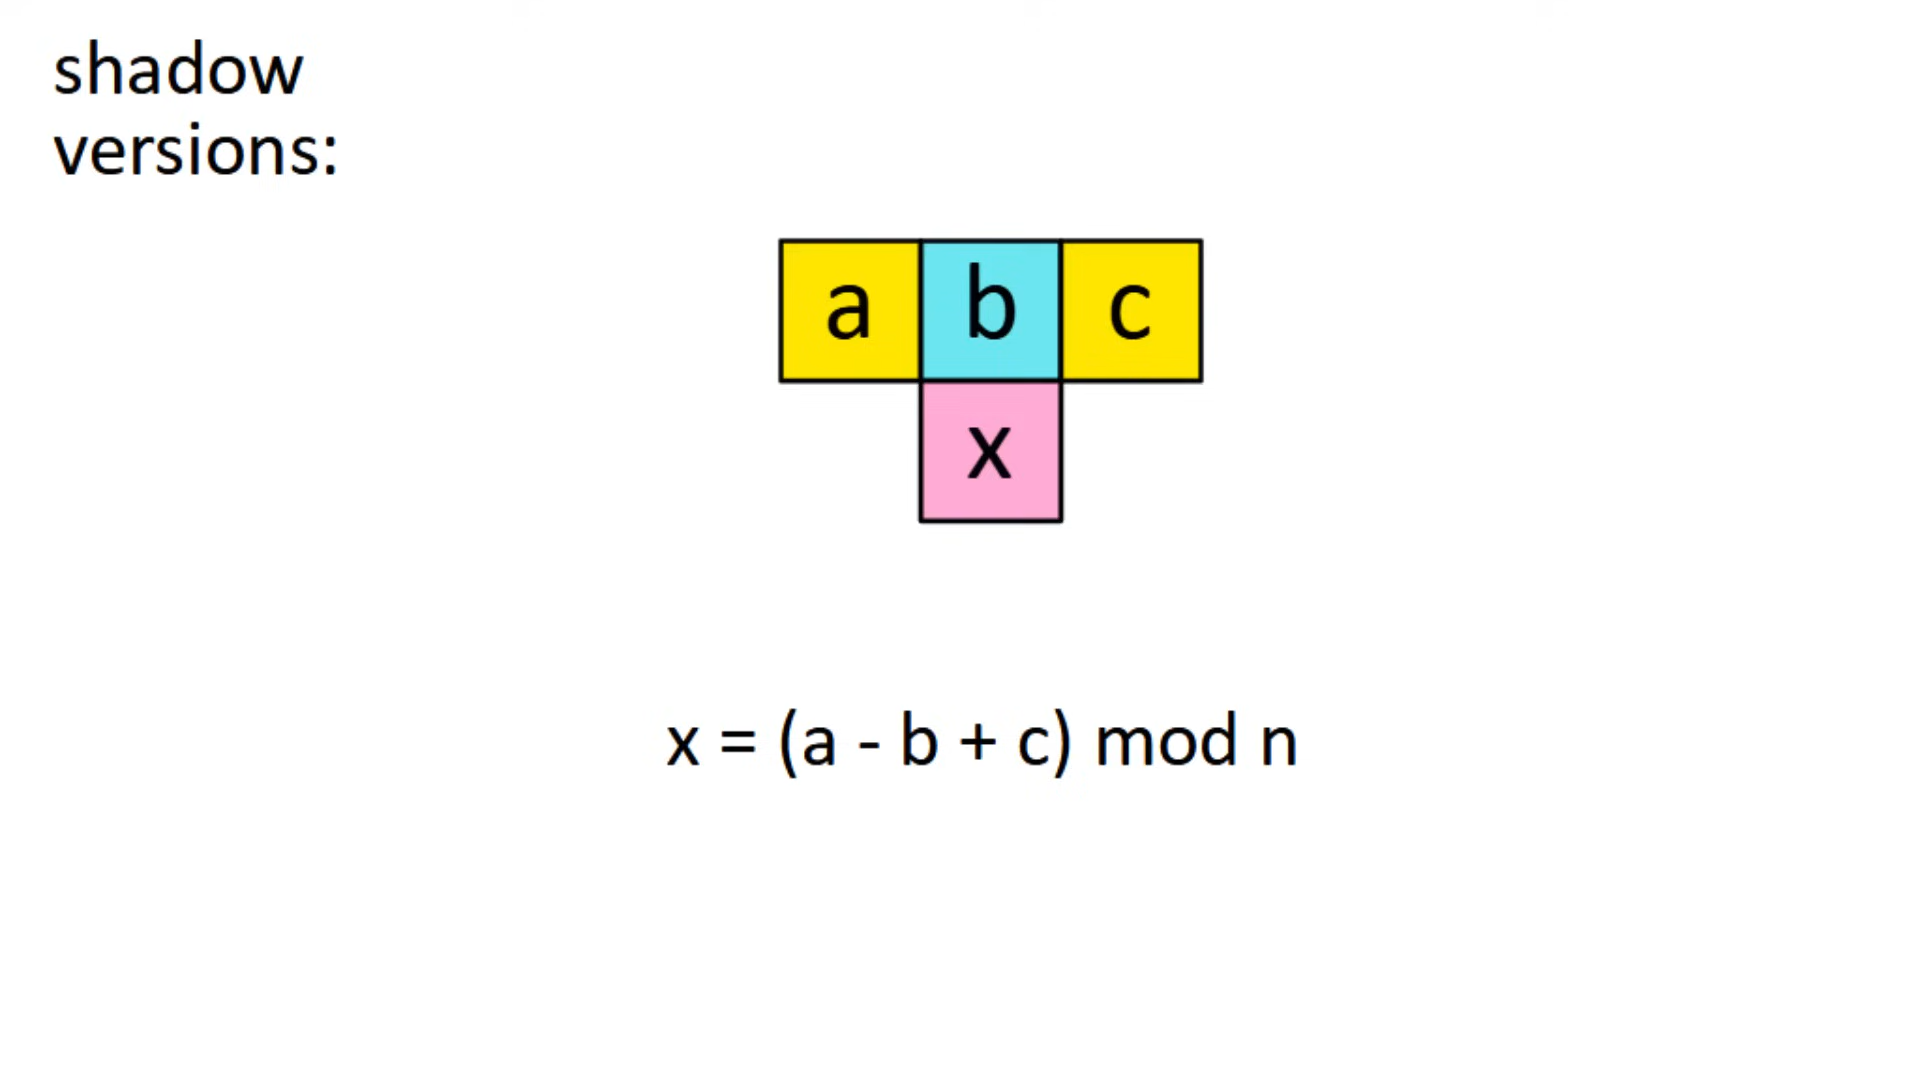 shadow
versions:
a b c
x
x = (a - b + c) mod n